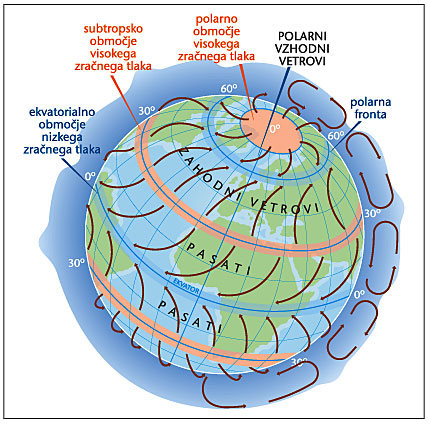 subtropsko
območje
visokega
zračnega tlaka
polarno
območje
visokega
zračnega tlaka
POLARNI
VZHODNI
VETROVI
ekvatorialno
območje
nizkega
zračnega tlaka
polarna
fronta
60°
30°
0°
0°
60°
30°
30°
0°
30°
ZAHODNI VETROVI
PASATI
EKVATOR
PASATI